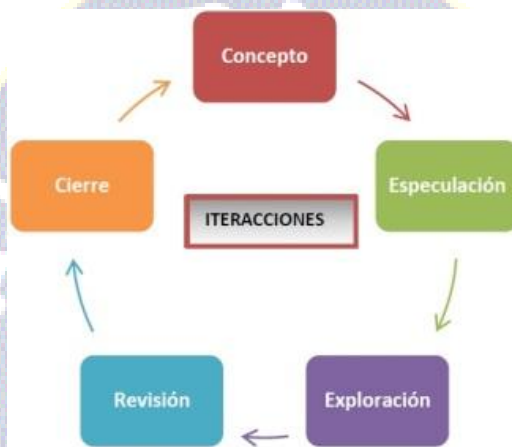 Concepto
Especulación
Exploración
Revisión
Cierre
ITERACCIONES